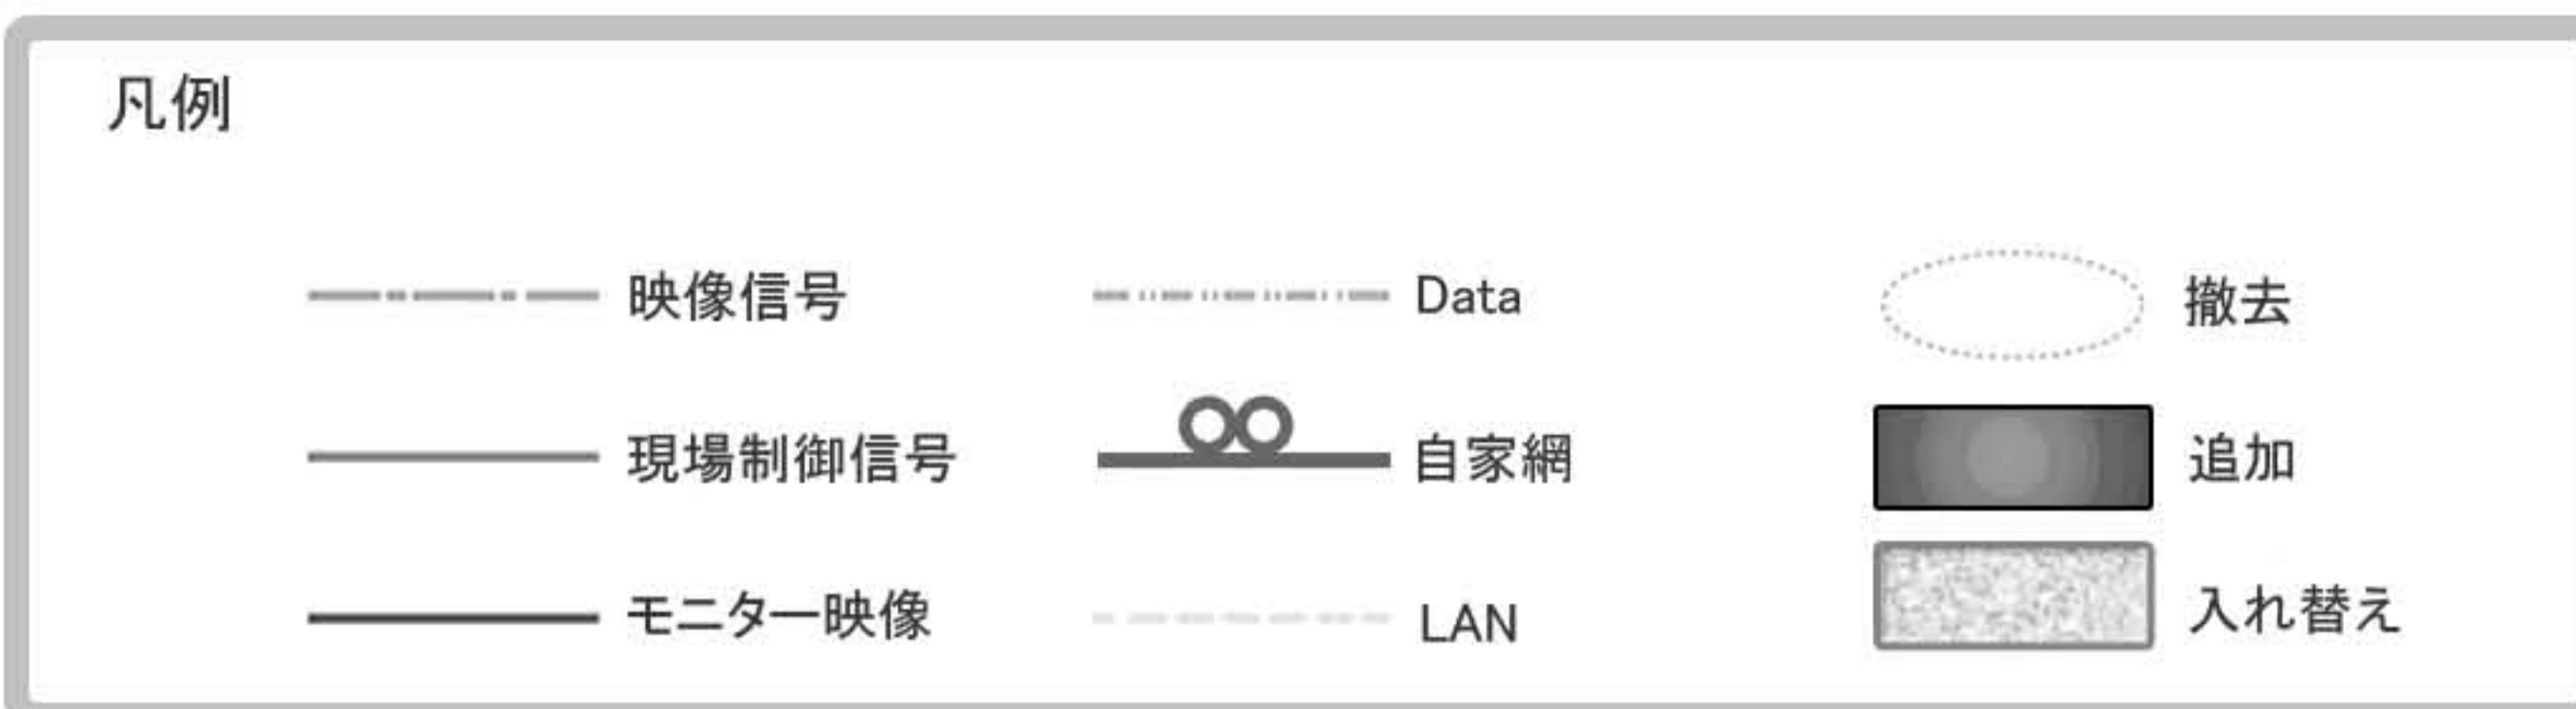 凡例
映像信号
Data
撤去
現場制御信号
自家網
追加
モニター映像
LAN
入れ替え